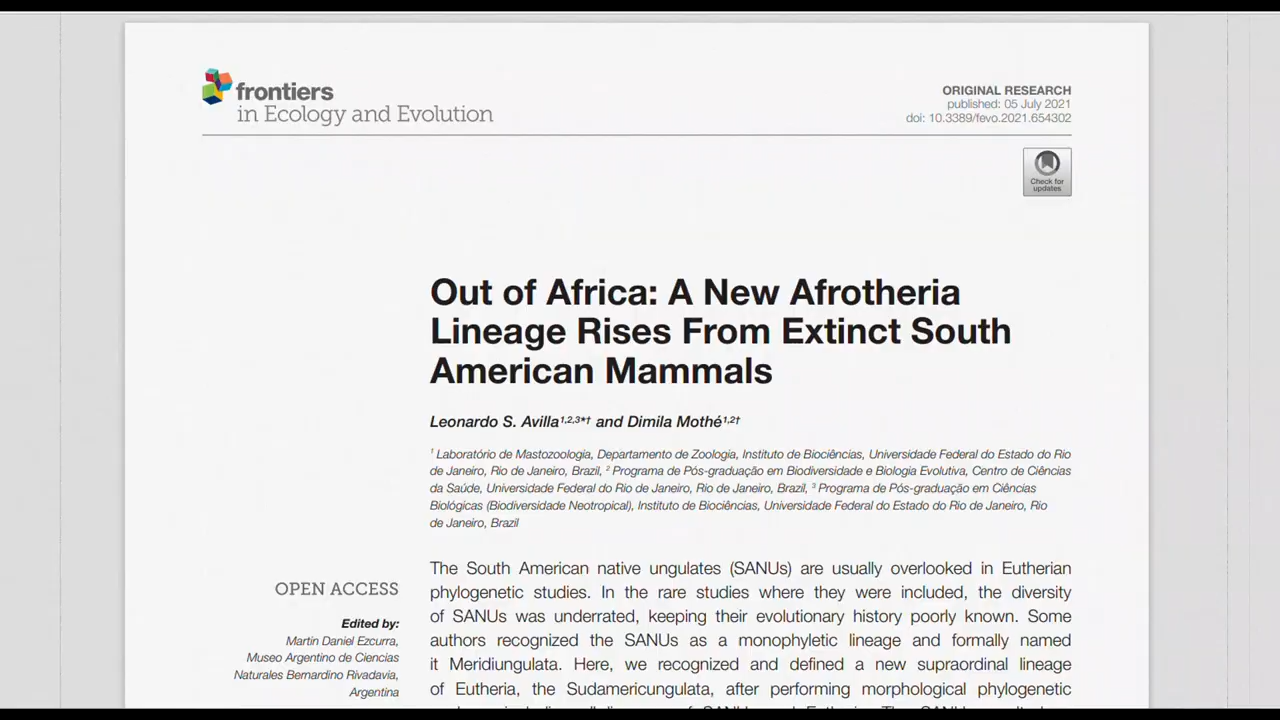 frontiers
in Ecology and Evolution
ORIGINAL RESEARCH
published: 05 July 2021
doi: 10.3389/fevo.2021.654302
Check for
updates
Out of Africa: A New Afrotheria
Lineage Rises From Extinct South
American Mammals
Leonardo S. Avilla1,2,3*† and Dimila Mothé1,2†
1 Laboratório de Mastozoologia, Departamento de Zoologia, Instituto de Biociências, Universidade Federal do Estado do Rio
de Janeiro, Rio de Janeiro, Brazil, 2 Programa de Pós-graduação em Biodiversidade e Biologia Evolutiva, Centro de Ciências
da Saúde, Universidade Federal do Rio de Janeiro, Rio de Janeiro, Brazil, 3 Programa de Pós-graduação em Ciências
Biológicas (Biodiversidade Neotropical), Instituto de Biociências, Universidade Federal do Estado do Rio de Janeiro, Rio
de Janeiro, Brazil
OPEN ACCESS
Edited by:
Martín Daniel Ezcurra,
Museo Argentino de Ciencias
Naturales Bernardino Rivadavia,
Argentina
The South American native ungulates (SANUs) are usually overlooked in Eutherian
phylogenetic studies. In the rare studies where they were included, the diversity
of SANUs was underrated, keeping their evolutionary history poorly known. Some
authors recognized the SANUs as a monophyletic lineage and formally named
it Meridiungulata. Here, we recognized and defined a new supraordinal lineage
of Eutheria, the Sudamericungulata, after performing morphological phylogenetic